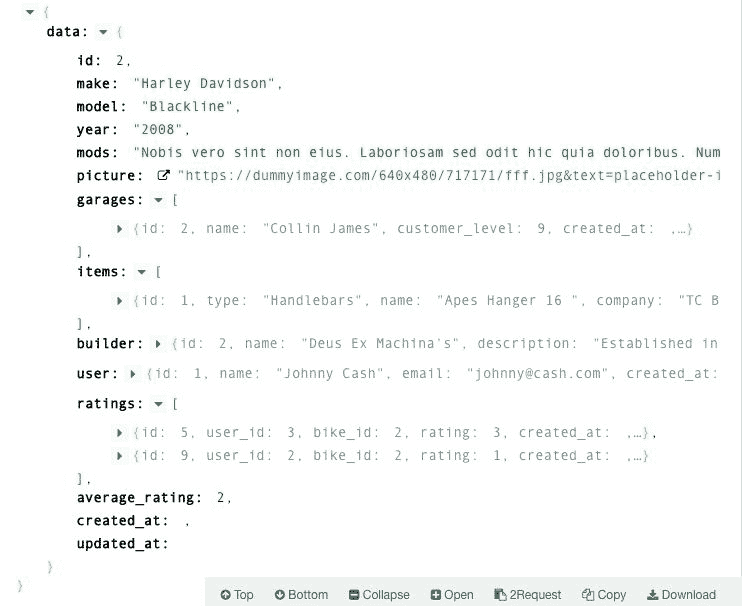 {
data: {
id: 2,
make: "Harley Davidson",
model: "Blackline",
year: "2008",
mods: "Nobis vero sint non eius. Laboriosam sed odit hic quia doloribus. Num
picture: "https://dummyimage.com/640x480/717171/fff.jpg&text=placeholder-i
garages: [
{id: 2, name: "Collin James", customer_level: 9, created_at: ,…}
],
items: [
{id: 1, type: "Handlebars", name: "Apes Hanger 16 ", company: "TC B
],
builder: {id: 2, name: "Deus Ex Machina's", description: "Established in
user: {id: 1, name: "Johnny Cash", email: "johnny@cash.com", created_at:
ratings: [
{id: 5, user_id: 3, bike_id: 2, rating: 3, created_at: ,…},
{id: 9, user_id: 2, bike_id: 2, rating: 1, created_at: ,…}
],
average_rating: 2,
created_at: ,
updated_at:
}
}
Top Bottom Collapse Open 2Request Copy Download